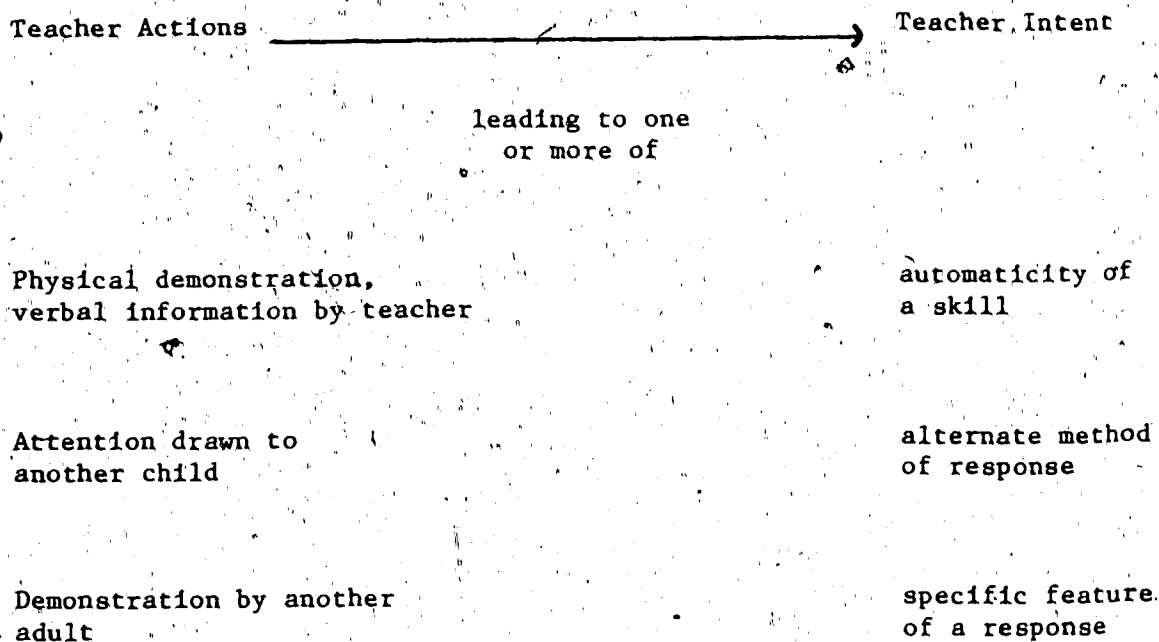 Teacher Actions
Teacher Intent
leading to one
or more of
Physical demonstration,
verbal information by teacher
automaticity of
a skill
Attention drawn to
another child
alternate method
of response
Demonstration by another
adult
specific feature
of a response